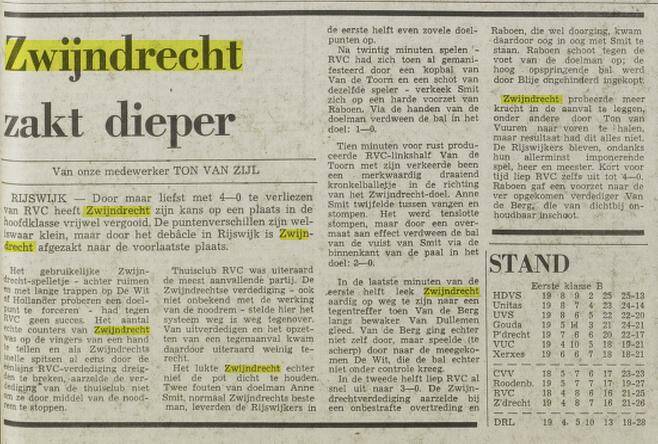 Zwijndrecht
zakt dieper
Van onze medewerker TON VAN ZIJL
RIJSWIJK — Door maar liefst met 4—0 te verliezen
van RVC heeft Zwijndrecht zijn kans op een plaats in de
hoofdklasse vrijwel vergooid. De puntenverschillen zijn wel-
iswaar klein, maar door het debâcle in Rijswijk is Zwijn-
drecht afgezakt naar de voorlaatste plaats.
Het gebruikelijke Zwijn-
drecht-spelletje - achter ruimen
en met lange trappen op De Wit
of Hollander proberen een doel-
punt te forceren - had tegen
RVC geen succes. Het aantal
echte counters van Zwijndrecht
was op de vingers van een hand
te tellen en als Zwijndrechts
snelle spitsen al eens door de
RVC-verdediging dreig-
den te breken, aarzelde de ver-
dediging van de thuisclub niet
om ze door middel van de nood-
rem te stoppen.
Thuisclub RVC was uiteraard
de meest aanvallende partij. De
Zwijndrechtse verdediging - ook
niet onbekend met de werking
van de noodrem - stelde hier het
systeem weg is weg tegenover.
Van uitverdedigen en het opzet-
ten van een tegenaanval kwam
daardoor uiteraard weinig te-
recht.
Het lukte Zwijndrecht echter
niet de pot dicht te houden.
Twee fouten van doelman Anne
Smit, normaal Zwijndrechts beste
man, leverden de Rijswijkers in
de eerste helft even zovele doel-
punten op.
Na twintig minuten spelen -
RVC had zich toen al gemani-
festeerd door een kopbal van
Van de Toorn en een schot van
dezelfde speler - verkeek Smit
zich op een harde voorzet van
Raboen. Via de handen van de
doelman verdween de bal in het
doel: 1—0.
Tien minuten voor rust produ-
ceerde RVC-linkshalf Van de
Toorn met zijn verkeerde been
een merkwaardig draaiend
kronkelballetje in de richting
van het Zwijndrecht-doel. Anne
Smit twijfelde tussen vangen en
stompen. Het werd tenslotte
stompen, maar door een over-
maat aan effect verdween de bal
van de vuist van Smit via de
binnenkant van de paal in het
doel: 2—0.
In de laatste minuten van de
eerste helft leek Zwijndrecht
aardig op weg te zijn naar een
tegentreffer toen Van de Berg
langs bewaker Van Dullemen
gleed. Van de Berg ging echter
niet zelf door, maar speelde (te
scherp) door naar de meegeko-
men De Wit, die de bal echter
niet onder controle kreeg.
In de tweede helft liep RVC al
snel uit naar 3—0. De Zwijn-
drechtverdediging aarzelde bij
een onbestrafte overtreding en
Raboen, die wel doorging, kwam
daardoor oog in oog met Smit te
staan. Raboen schoot tegen de
voet van de doelman op; de
hoog opspringende bal werd
door Blije ongehinderd ingekopt.
Zwijndrecht probeerde meer
kracht in de aanval te leggen,
onder andere door Ton van
Vuuren naar voren te halen,
maar resultaat had dit alles niet.
De Rijswijkers bleven, ondanks
hun allerminst imponerende
spel, heer en meester. Kort voor
tijd liep RVC zelfs uit tot 4—0.
Raboen gaf een voorzet naar de
ver opgekomen verdediger Van
de Berg, die van dichtbij on-
houdbaar inschoot.
STAND
Eerste klasse B
HDVS 19 8 9 2 25 25-13
Unitas 19 8 7 4 23 24-14
UVS 19 8 6 5 22 22-20
Gouda 19 5 11 3 21 24-21
P'drecht 19 7 6 6 20 22-17
VUC 19 4 10 5 18 19-21
Xerxes 19 6 6 7 18 18-21
CVV 18 5 7 6 17 23-23
Roodenb. 19 5 7 7 17 19-27
RVC 18 4 8 6 16 21-25
Z'drecht 19 4 8 7 16 21-26
DRL 19 4 5 10 13 18-28